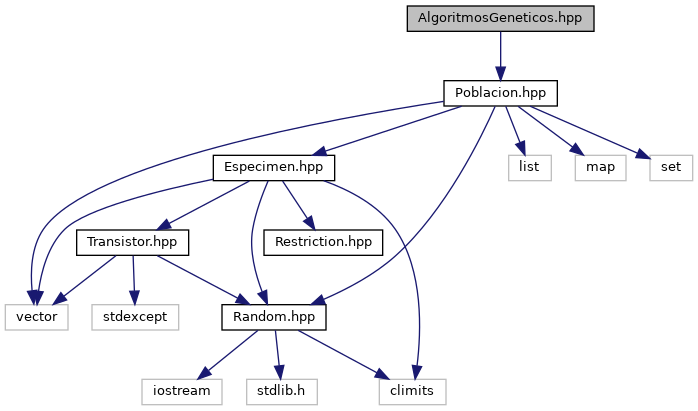 AlgoritmosGeneticos.hpp
Poblacion.hpp
Especimen.hpp
list
map
set
Transistor.hpp
Restriction.hpp
vector
stdexcept
Random.hpp
iostream
stdlib.h
climits